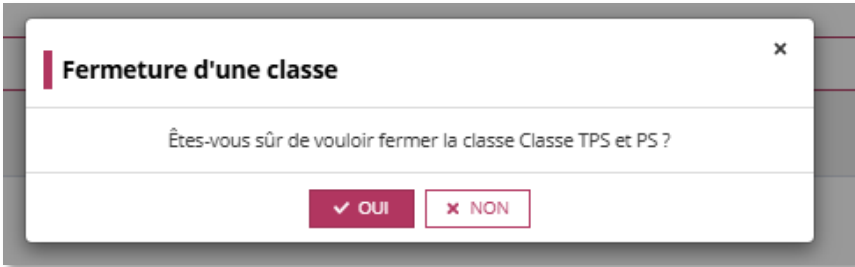 Fermeture d'une classe
Êtes-vous sûr de vouloir fermer la classe Classe TPS et PS ?
OUI
NON